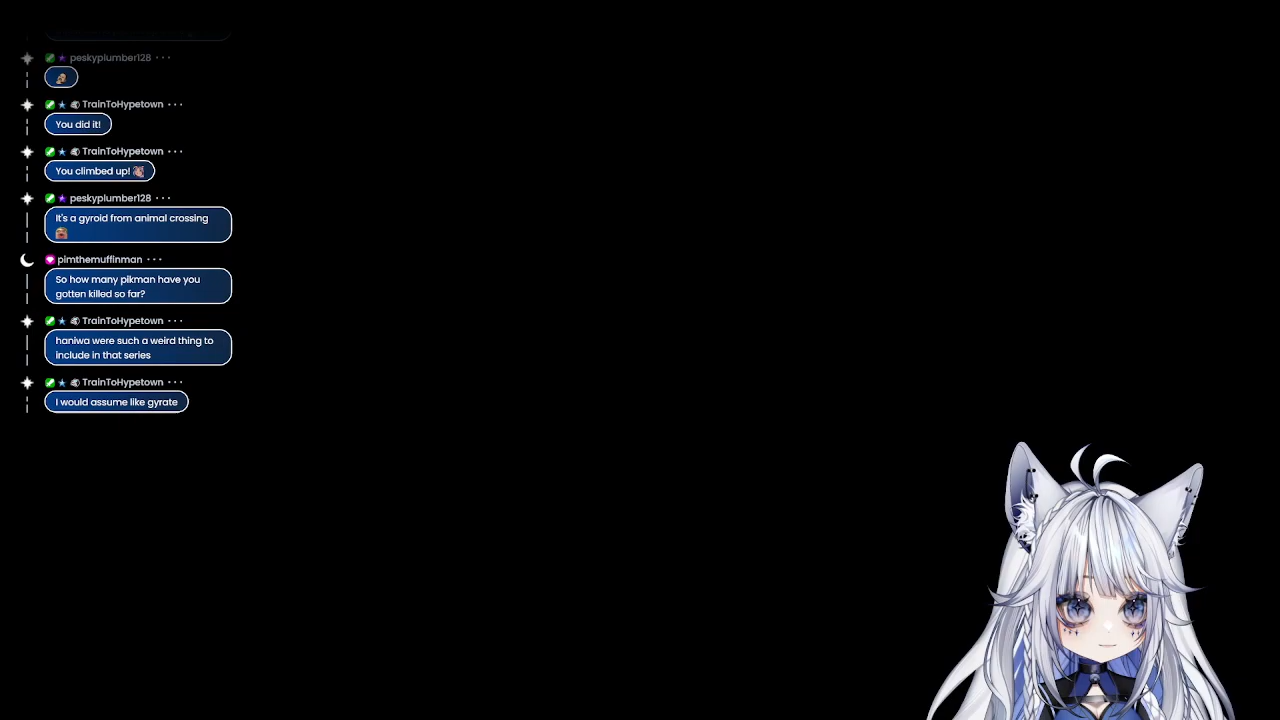 peskyplumber128 ···
TrainToHypetown ···
You did it!
TrainToHypetown ···
You climbed up!
peskyplumber128 ···
It's a gyroid from animal crossing
pimthemuffinman ···
So how many pikman have you
gotten killed so far?
TrainToHypetown ···
haniwa were such a weird thing to
include in that series
TrainToHypetown ···
I would assume like gyrate